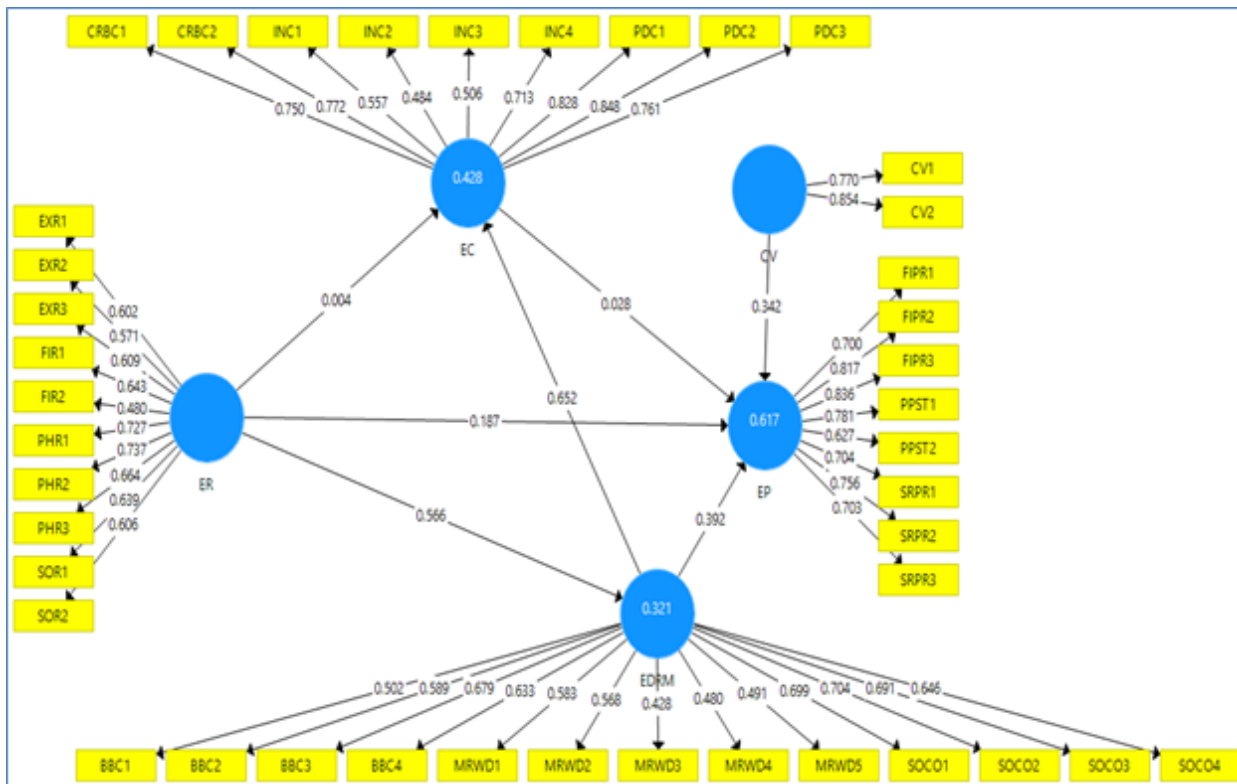 CRBC1 CRBC2 INC1 INC2 INC3 INC4 PDC1 PDC2 PDC3
0.750 0.772 0.557 0.484 0.506 0.713 0.828 0.848 0.761
0.428
EC
CV
0.770
0.854
CV1
CV2
EXR1
EXR2
EXR3
FIR1
FIR2
PHR1
PHR2
PHR3
SOR1
SOR2
0.602
0.571
0.609
0.643
0.480
0.727
0.737
0.664
0.639
0.606
ER
0.004
0.028
0.342
0.652
0.187
0.566
0.392
0.617
EP
0.700
0.817
0.836
0.781
0.627
0.704
0.756
0.703
FIPR1
FIPR2
FIPR3
PPST1
PPST2
SRPR1
SRPR2
SRPR3
0.321
EDRM
0.502 0.589 0.679 0.633 0.583 0.568 0.428 0.480 0.491 0.699 0.704 0.691 0.646
BBC1 BBC2 BBC3 BBC4 MRWD1 MRWD2 MRWD3 MRWD4 MRWD5 SOCO1 SOCO2 SOCO3 SOCO4